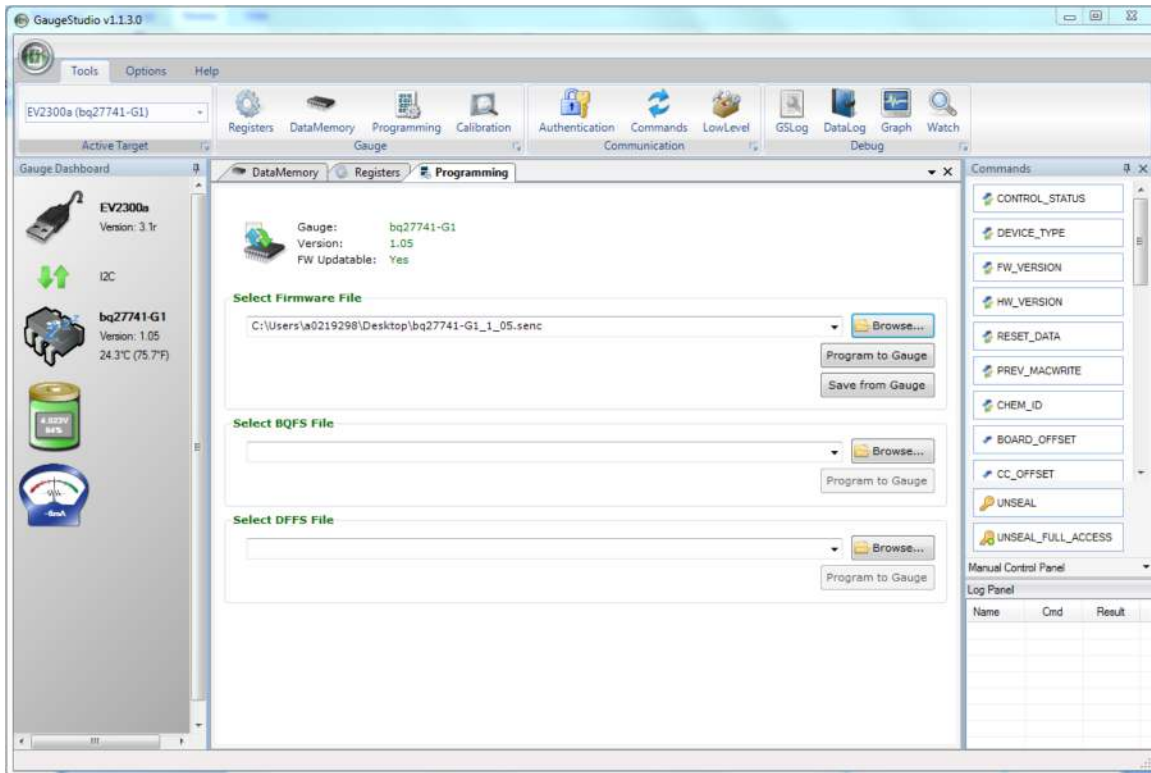 GaugeStudio v1.1.3.0
Tools Options Help
EV2300a (bq27741-G1)
Active Target
Registers DataMemory Programming Calibration
Gauge
Authentication Commands LowLevel
Communication
GSLog DataLog Graph Watch
Debug
Gauge Dashboard
EV2300a
Version: 3.1r
I2C
bq27741-G1
Version: 1.05
24.3°C (75.7°F)
84%
-6mA
DataMemory Registers Programming
Gauge: bq27741-G1
Version: 1.05
FW Updatable: Yes
Select Firmware File
C:\Users\a0219298\Desktop\bq27741-G1_1_05.senc
Browse...
Program to Gauge
Save from Gauge
Select BQFS File
Browse...
Program to Gauge
Select DFFS File
Browse...
Program to Gauge
Commands
CONTROL_STATUS
DEVICE_TYPE
FW_VERSION
HW_VERSION
RESET_DATA
PREV_MACWRITE
CHEM_ID
BOARD_OFFSET
CC_OFFSET
UNSEAL
UNSEAL_FULL_ACCESS
Manual Control Panel
Log Panel
Name Cmd Result